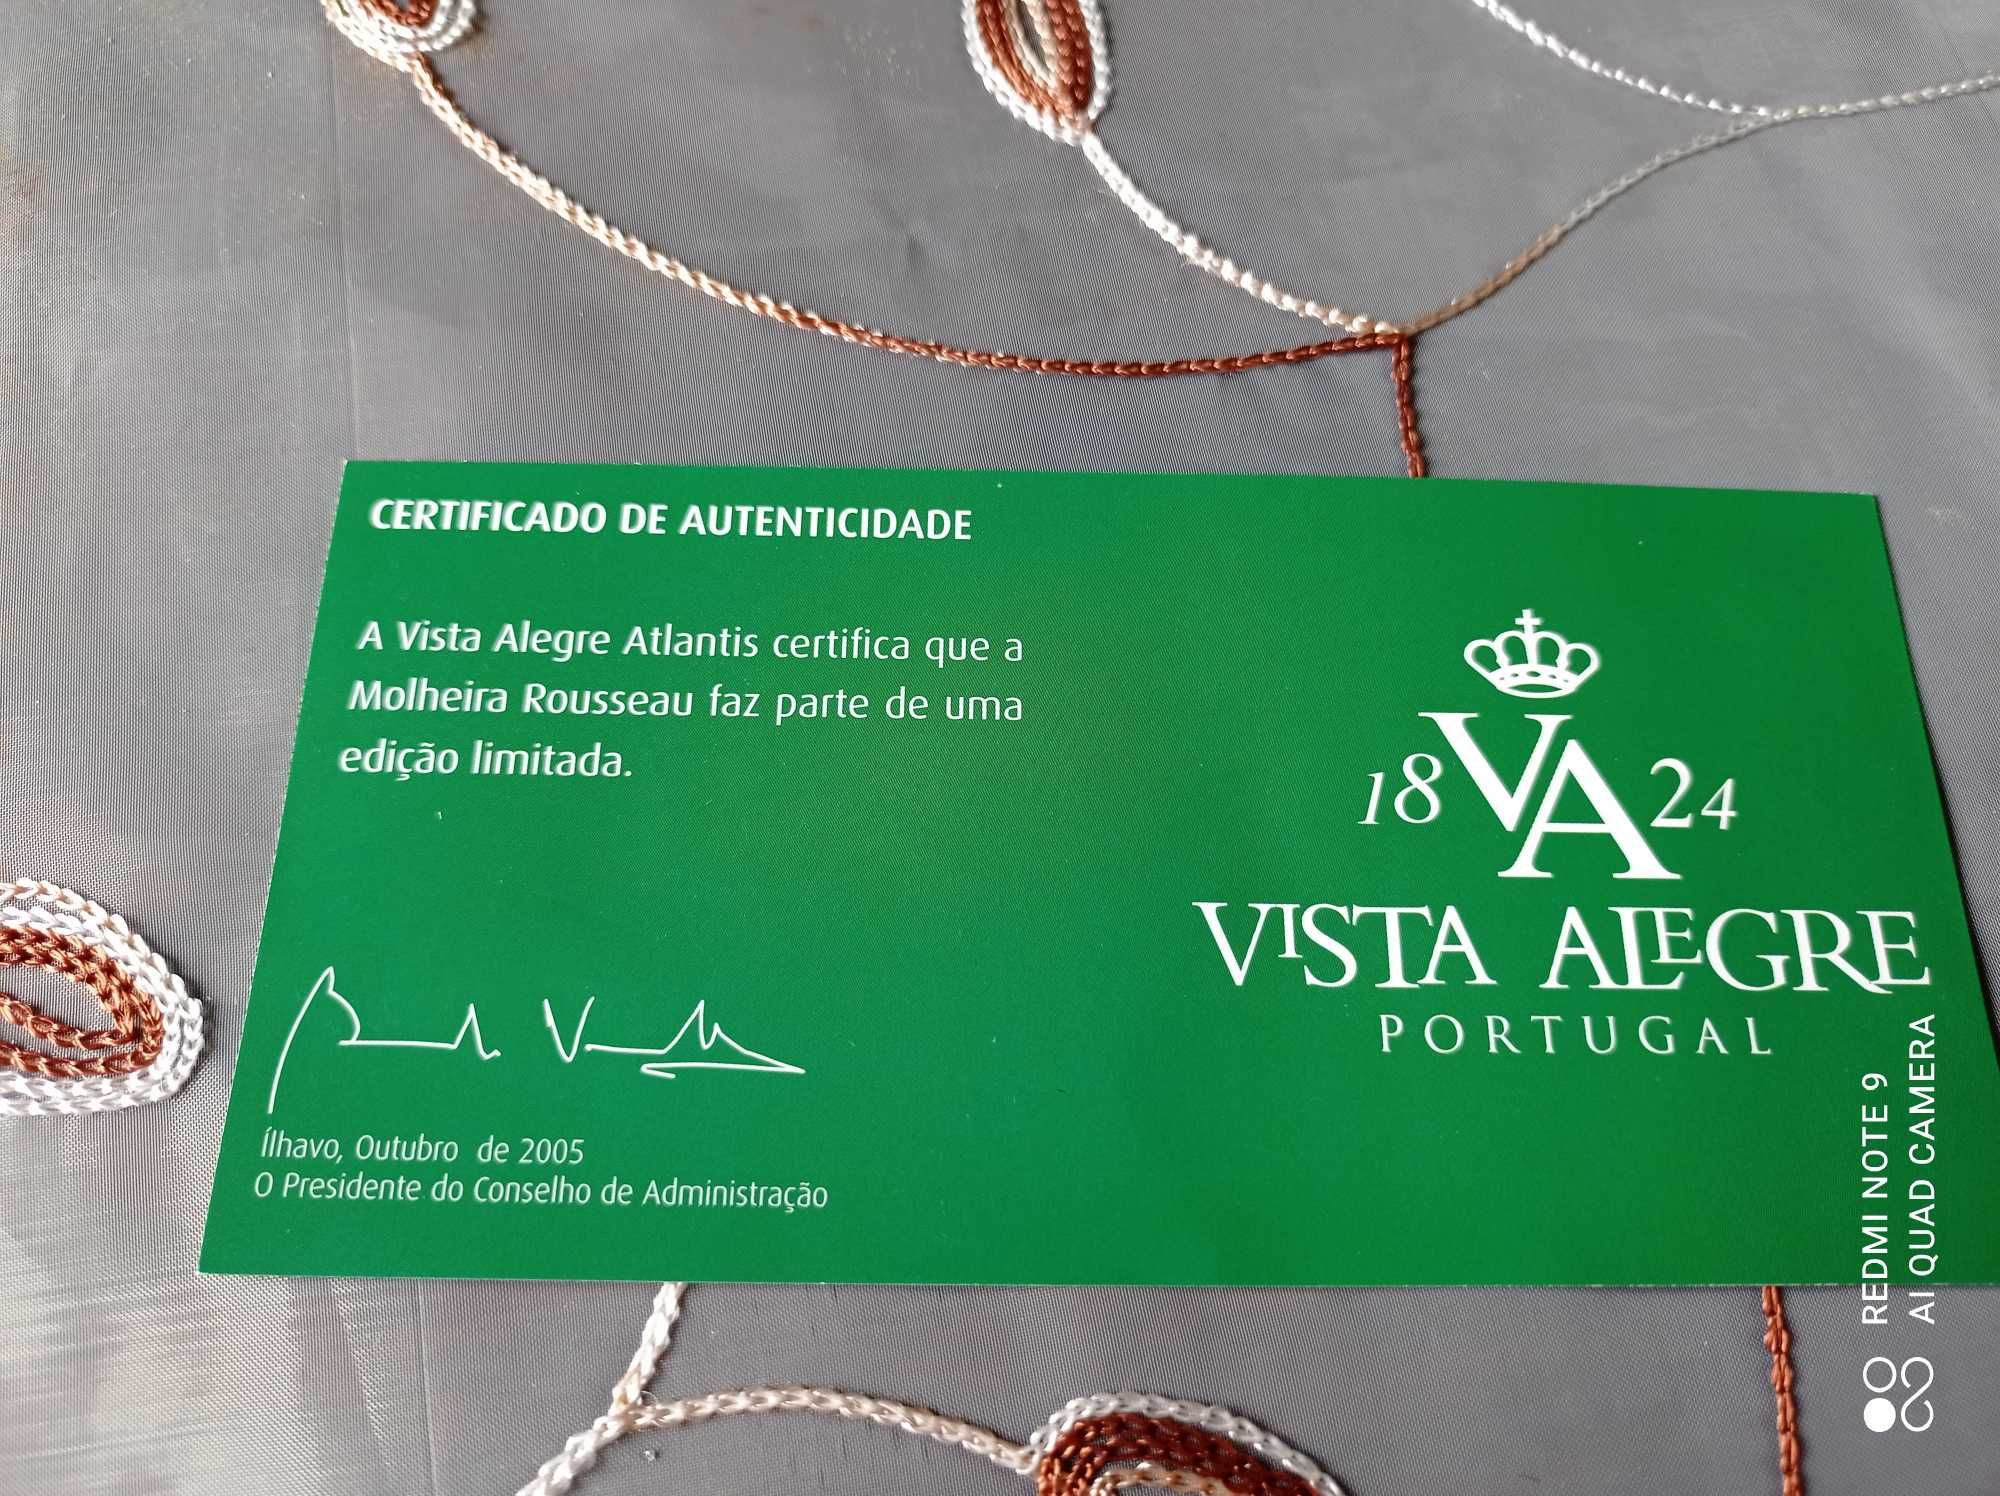 CERTIFICADO DE AUTENTICIDADE
A Vista Alegre Atlantis certifica que a
Molheira Rousseau faz parte de uma
edição limitada.
Ílhavo, Outubro de 2005
O Presidente do Conselho de Administração
18 VA 24
VISTA ALEGRE
PORTUGAL
REDMI NOTE 9
AI QUAD CAMERA